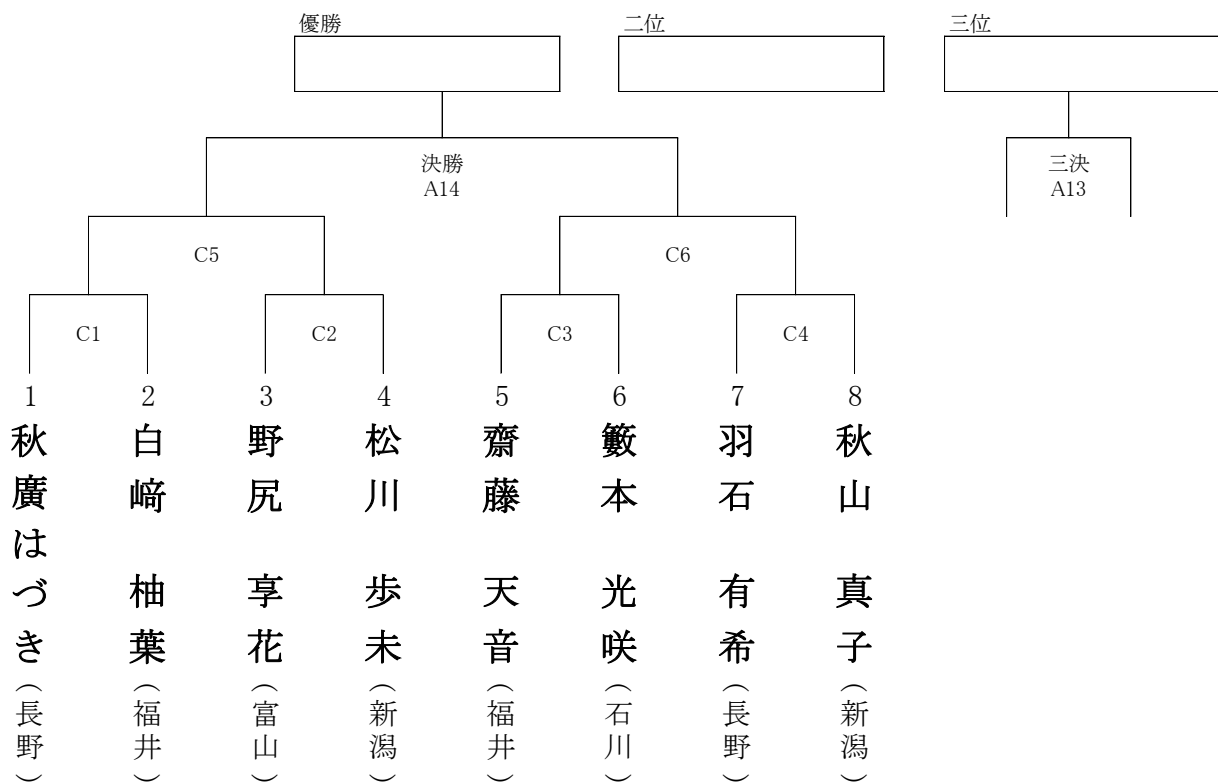 優勝
二位
三位
決勝
A14
三決
A13
C5
C6
C1
C2
C3
C4
1
秋廣はづき
(長野)
2
白﨑 柚葉
(福井)
3
野尻 享花
(富山)
4
松川 歩未
(新潟)
5
齋藤 天音
(福井)
6
籔本 光咲
(石川)
7
羽石 有希
(長野)
8
秋山 真子
(新潟)